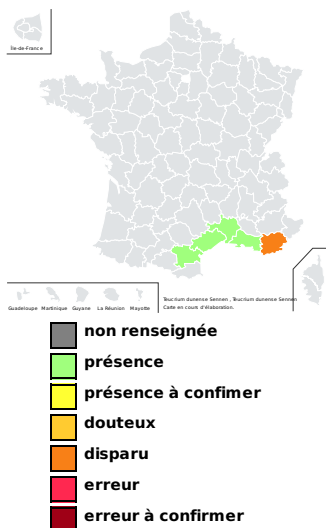 Île-de-France
Guadeloupe Martinique Guyane La Réunion Mayotte
Teucrium dunense Sennen , Teucrium dunense Sennen
Carte en cours d'élaboration.
non renseignée
présence
présence à confimer
douteux
disparu
erreur
erreur à confirmer